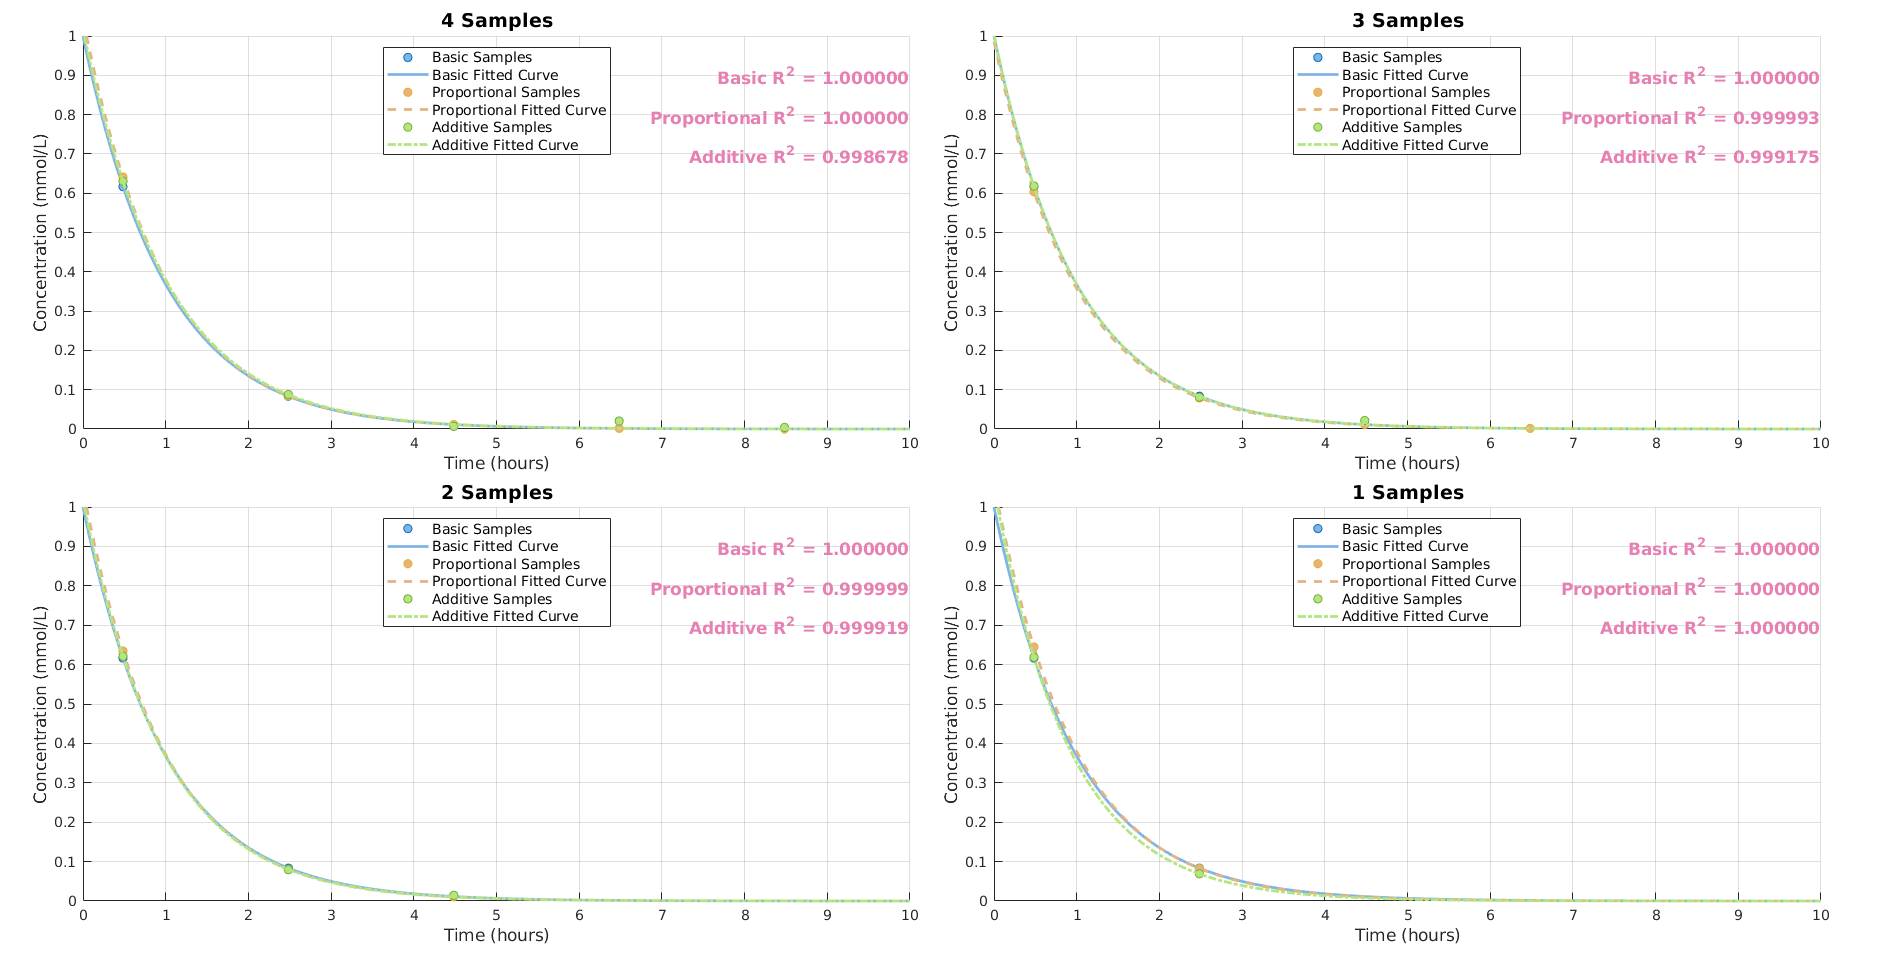 4 Samples
Concentration (mmol/L)
1
0.9
0.8
0.7
0.6
0.5
0.4
0.3
0.2
0.1
0
Basic Samples
Basic Fitted Curve
Proportional Samples
Proportional Fitted Curve
Additive Samples
Additive Fitted Curve
Basic R² = 1.000000
Proportional R² = 1.000000
Additive R² = 0.998678
0 1 2 3 4 5 6 7 8 9 10
Time (hours)
3 Samples
Concentration (mmol/L)
1
0.9
0.8
0.7
0.6
0.5
0.4
0.3
0.2
0.1
0
Basic Samples
Basic Fitted Curve
Proportional Samples
Proportional Fitted Curve
Additive Samples
Additive Fitted Curve
Basic R² = 1.000000
Proportional R² = 0.999993
Additive R² = 0.999175
0 1 2 3 4 5 6 7 8 9 10
Time (hours)
2 Samples
Concentration (mmol/L)
1
0.9
0.8
0.7
0.6
0.5
0.4
0.3
0.2
0.1
0
Basic Samples
Basic Fitted Curve
Proportional Samples
Proportional Fitted Curve
Additive Samples
Additive Fitted Curve
Basic R² = 1.000000
Proportional R² = 0.999999
Additive R² = 0.999919
0 1 2 3 4 5 6 7 8 9 10
Time (hours)
1 Samples
Concentration (mmol/L)
1
0.9
0.8
0.7
0.6
0.5
0.4
0.3
0.2
0.1
0
Basic Samples
Basic Fitted Curve
Proportional Samples
Proportional Fitted Curve
Additive Samples
Additive Fitted Curve
Basic R² = 1.000000
Proportional R² = 1.000000
Additive R² = 1.000000
0 1 2 3 4 5 6 7 8 9 10
Time (hours)